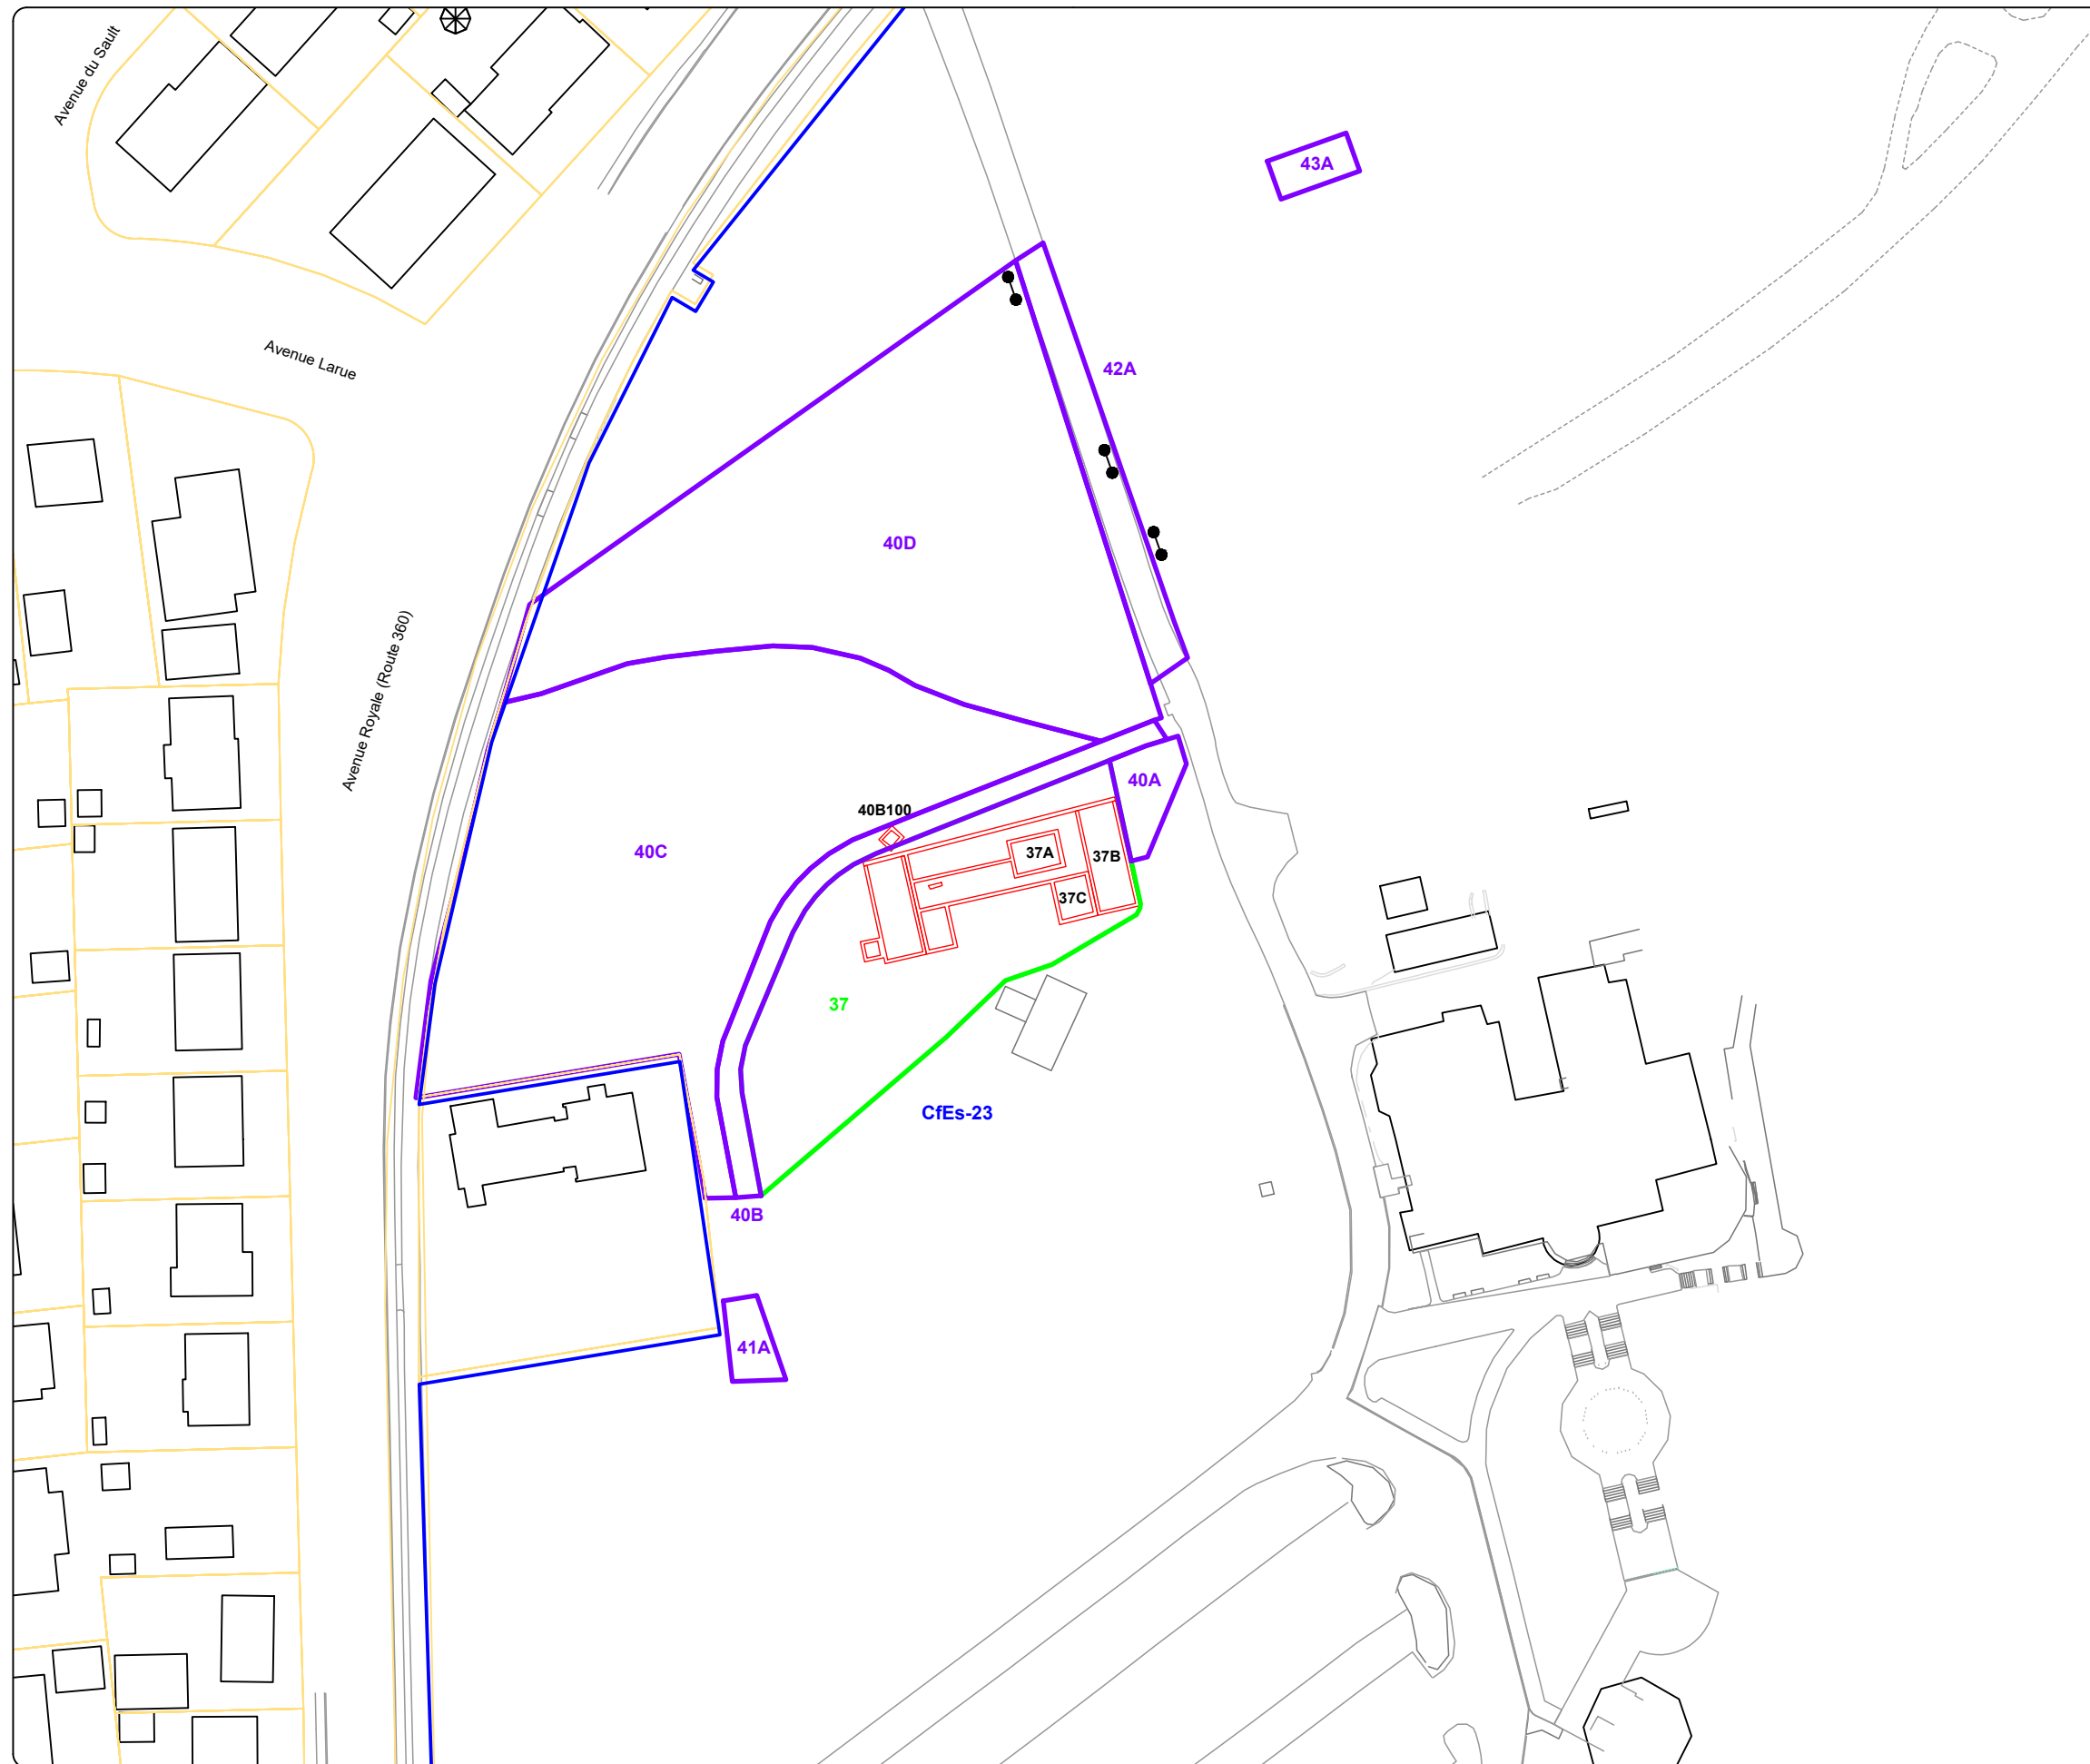 Avenue du Sault
43A
Avenue Larue
42A
40D
Avenue Royale (Route 360)
40A
40B100
40C
37A
37B
37C
37
CfEs-23
40B
41A